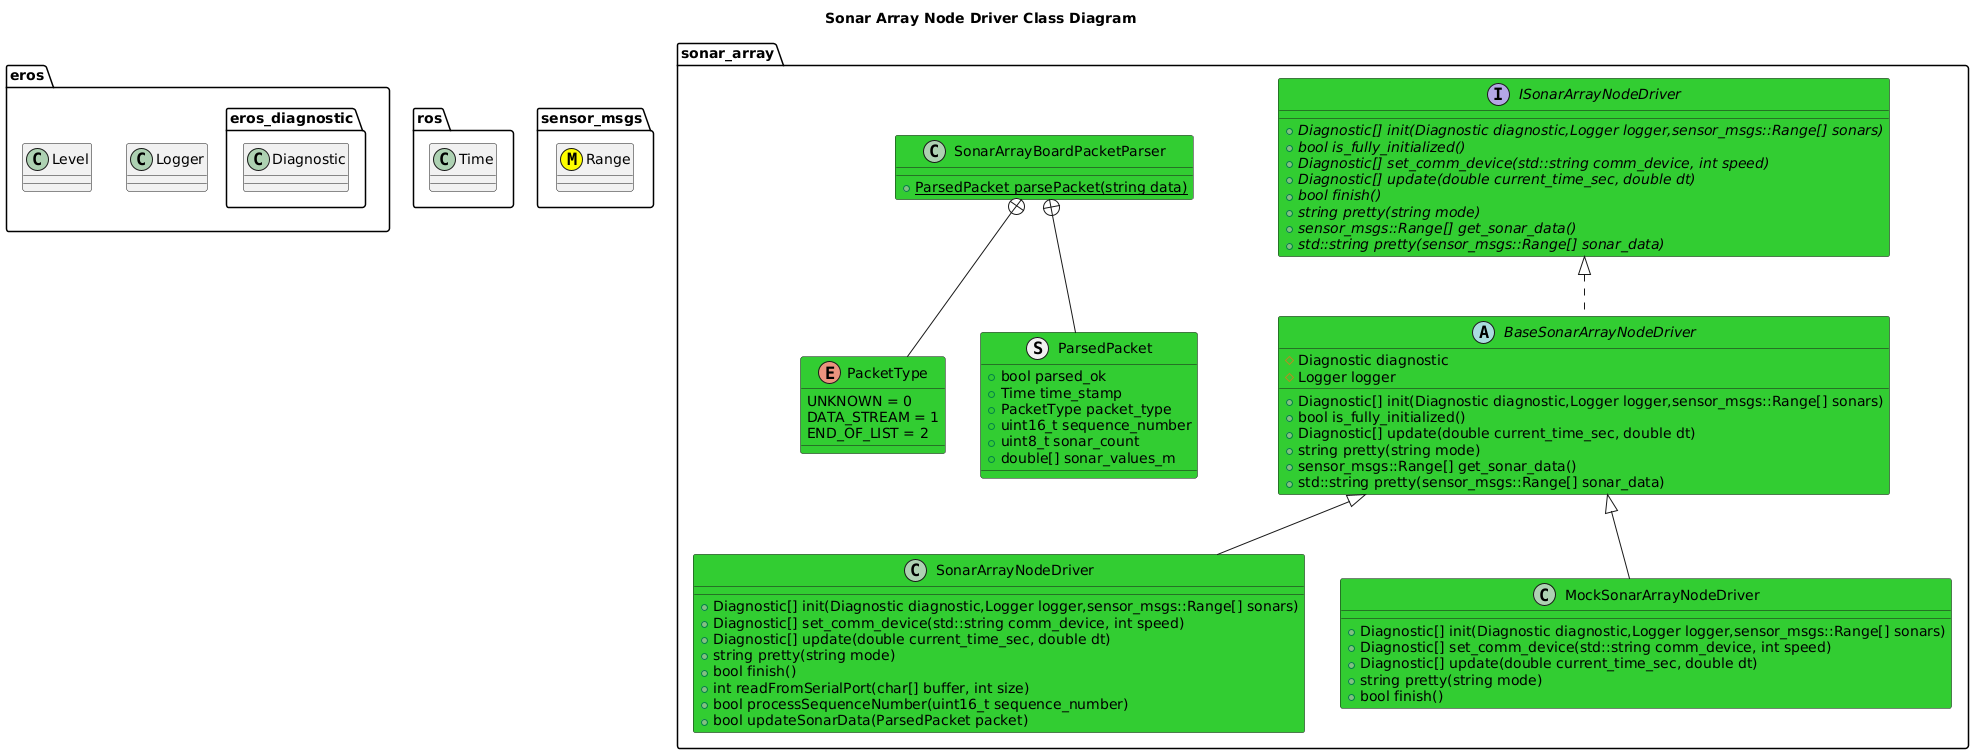 Sonar Array Node Driver Class Diagram
eros
C Level
C Logger
eros_diagnostic
C Diagnostic
ros
C Time
sensor_msgs
M Range
sonar_array
C SonarArrayBoardPacketParser
ParsedPacket parsePacket(string data)
I ISonarArrayNodeDriver
Diagnostic[] init(Diagnostic diagnostic,Logger logger,sensor_msgs::Range[] sonars)
bool is_fully_initialized()
Diagnostic[] set_comm_device(std::string comm_device, int speed)
Diagnostic[] update(double current_time_sec, double dt)
bool finish()
string pretty(string mode)
sensor_msgs::Range[] get_sonar_data()
std::string pretty(sensor_msgs::Range[] sonar_data)
E PacketType
UNKNOWN = 0
DATA_STREAM = 1
END_OF_LIST = 2
S ParsedPacket
bool parsed_ok
Time time_stamp
PacketType packet_type
uint16_t sequence_number
uint8_t sonar_count
double[] sonar_values_m
A BaseSonarArrayNodeDriver
Diagnostic diagnostic
Logger logger
Diagnostic[] init(Diagnostic diagnostic,Logger logger,sensor_msgs::Range[] sonars)
bool is_fully_initialized()
Diagnostic[] update(double current_time_sec, double dt)
string pretty(string mode)
sensor_msgs::Range[] get_sonar_data()
std::string pretty(sensor_msgs::Range[] sonar_data)
C SonarArrayNodeDriver
Diagnostic[] init(Diagnostic diagnostic,Logger logger,sensor_msgs::Range[] sonars)
Diagnostic[] set_comm_device(std::string comm_device, int speed)
Diagnostic[] update(double current_time_sec, double dt)
string pretty(string mode)
bool finish()
int readFromSerialPort(char[] buffer, int size)
bool processSequenceNumber(uint16_t sequence_number)
bool updateSonarData(ParsedPacket packet)
C MockSonarArrayNodeDriver
Diagnostic[] init(Diagnostic diagnostic,Logger logger,sensor_msgs::Range[] sonars)
Diagnostic[] set_comm_device(std::string comm_device, int speed)
Diagnostic[] update(double current_time_sec, double dt)
string pretty(string mode)
bool finish()